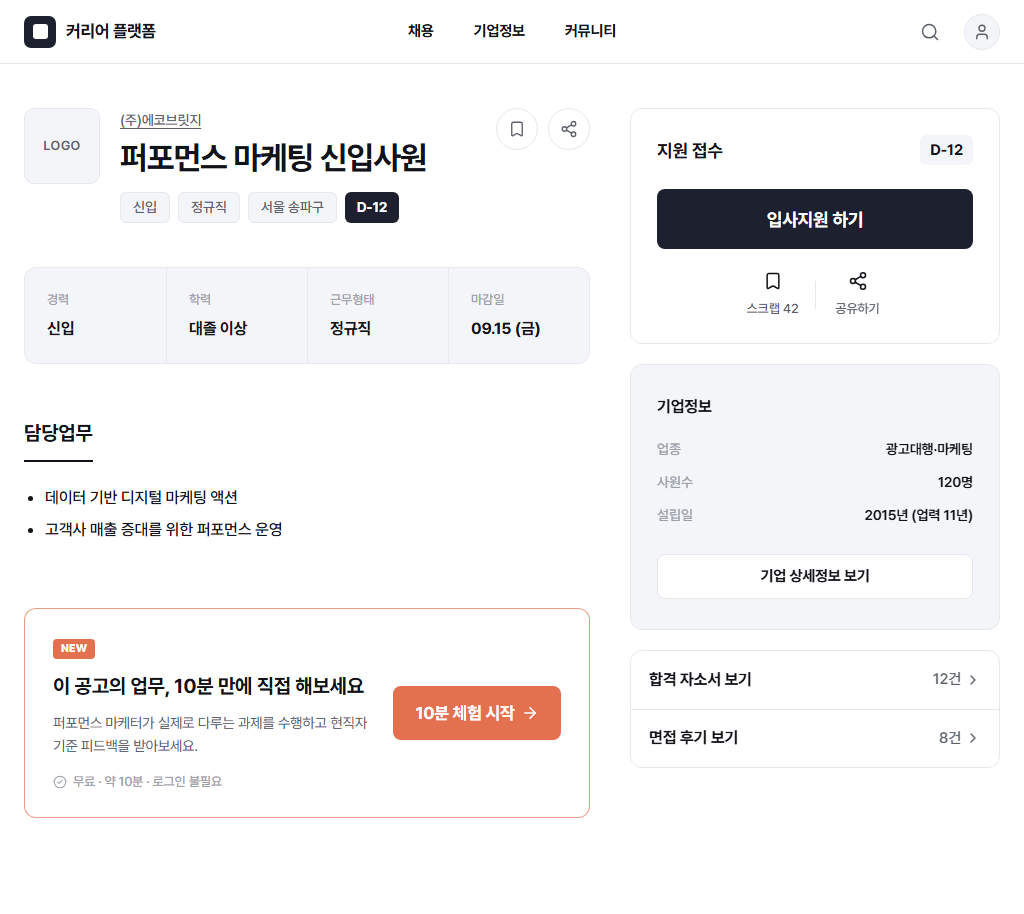 커리어 플랫폼
채용
기업정보
커뮤니티
LOGO
(주)에코브릿지
퍼포먼스 마케팅 신입사원
신입
정규직
서울 송파구
D-12
경력
신입
학력
대졸 이상
근무형태
정규직
마감일
09.15 (금)
담당업무
• 데이터 기반 디지털 마케팅 액션
• 고객사 매출 증대를 위한 퍼포먼스 운영
NEW
이 공고의 업무, 10분 만에 직접 해보세요
퍼포먼스 마케터가 실제로 다루는 과제를 수행하고 현직자
기준 피드백을 받아보세요.
무료 · 약 10분 · 로그인 불필요
10분 체험 시작 →
지원 접수
D-12
입사지원 하기
스크랩 42
공유하기
기업정보
업종
광고대행·마케팅
사원수
120명
설립일
2015년 (업력 11년)
기업 상세정보 보기
합격 자소서 보기
12건
면접 후기 보기
8건